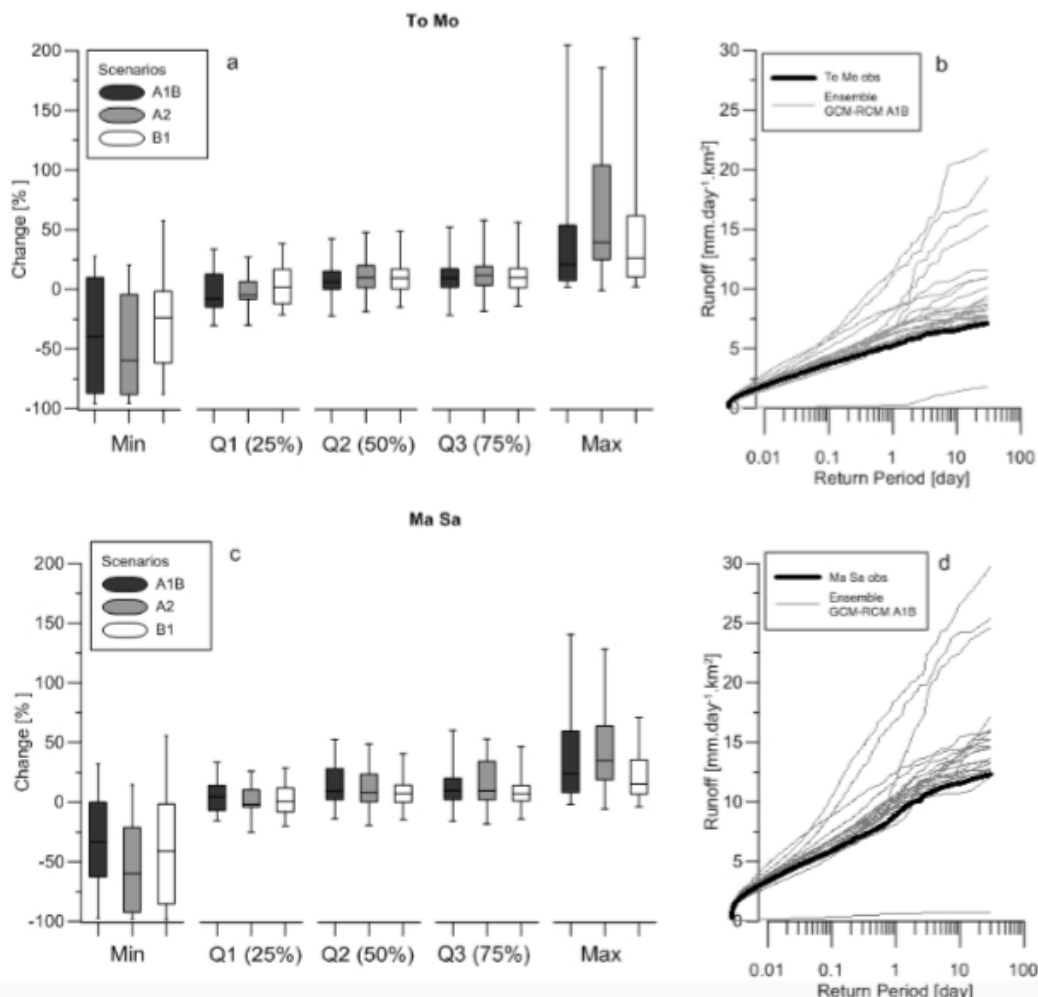 To Mo
200
150
100
50
0
-50
-100
Change [% ]
Scenarios
A1B
A2
B1
a
Min
Q1 (25%)
Q2 (50%)
Q3 (75%)
Max
30
25
20
15
10
5
0
Runoff [mm.day-1.km2]
To Mo obs
Ensemble
GCM-RCM A1B
b
0.01
0.1
1
10
100
Return Period [day]
Ma Sa
200
150
100
50
0
-50
-100
Change [% ]
Scenarios
A1B
A2
B1
c
Min
Q1 (25%)
Q2 (50%)
Q3 (75%)
Max
30
25
20
15
10
5
0
Runoff [mm.day-1.km2]
Ma Sa obs
Ensemble
GCM-RCM A1B
d
0.01
0.1
1
10
100
Return Period [day]